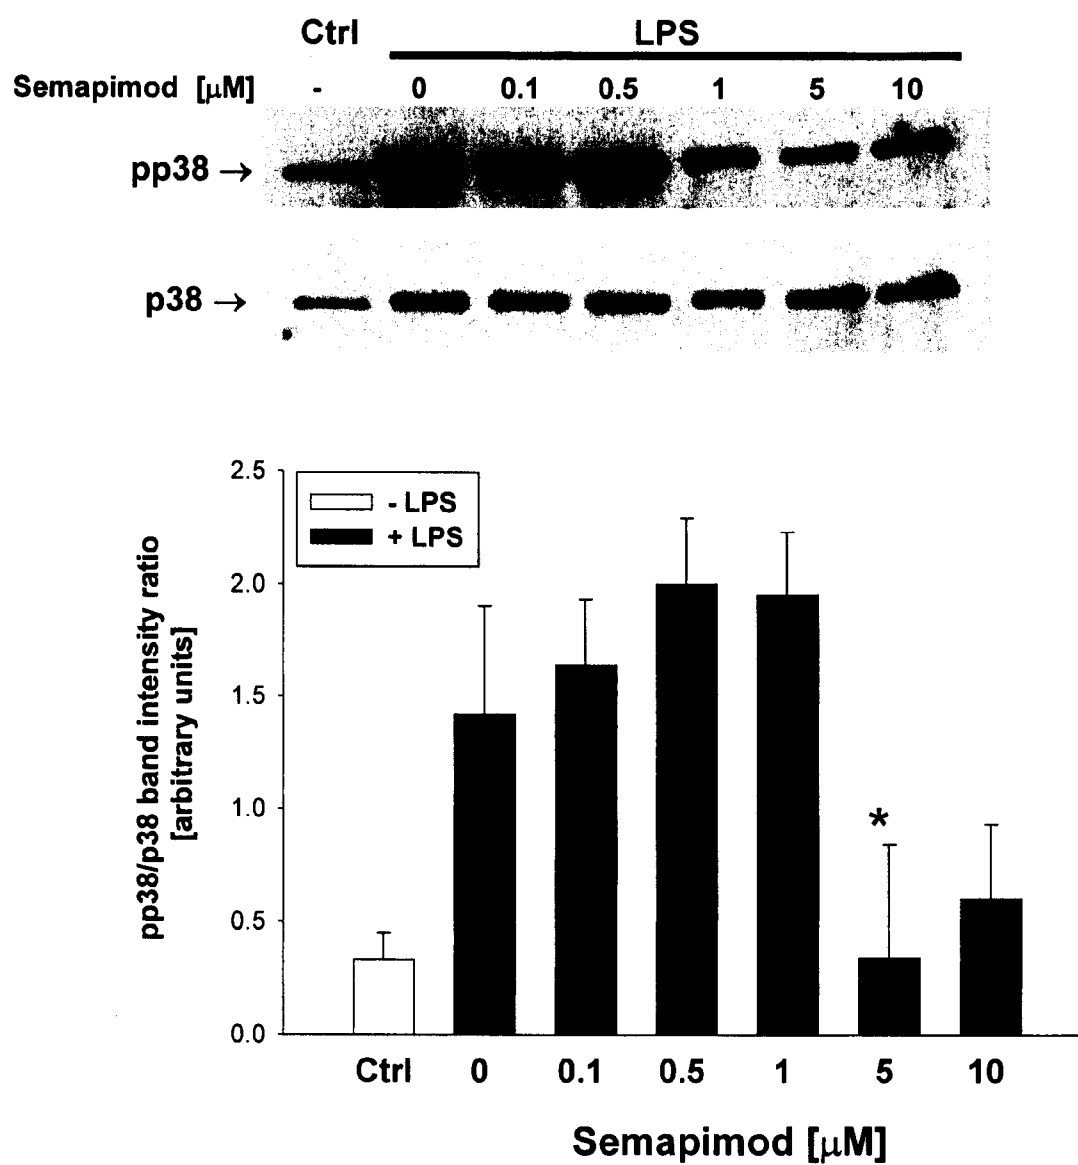 Ctrl LPS
Semapimod [μM] - 0 0.1 0.5 1 5 10
pp38 →
p38 →
2.5
2.0
1.5
1.0
0.5
0.0
pp38/p38 band intensity ratio
[arbitrary units]
- LPS
+ LPS
*
Ctrl 0 0.1 0.5 1 5 10
Semapimod [μM]